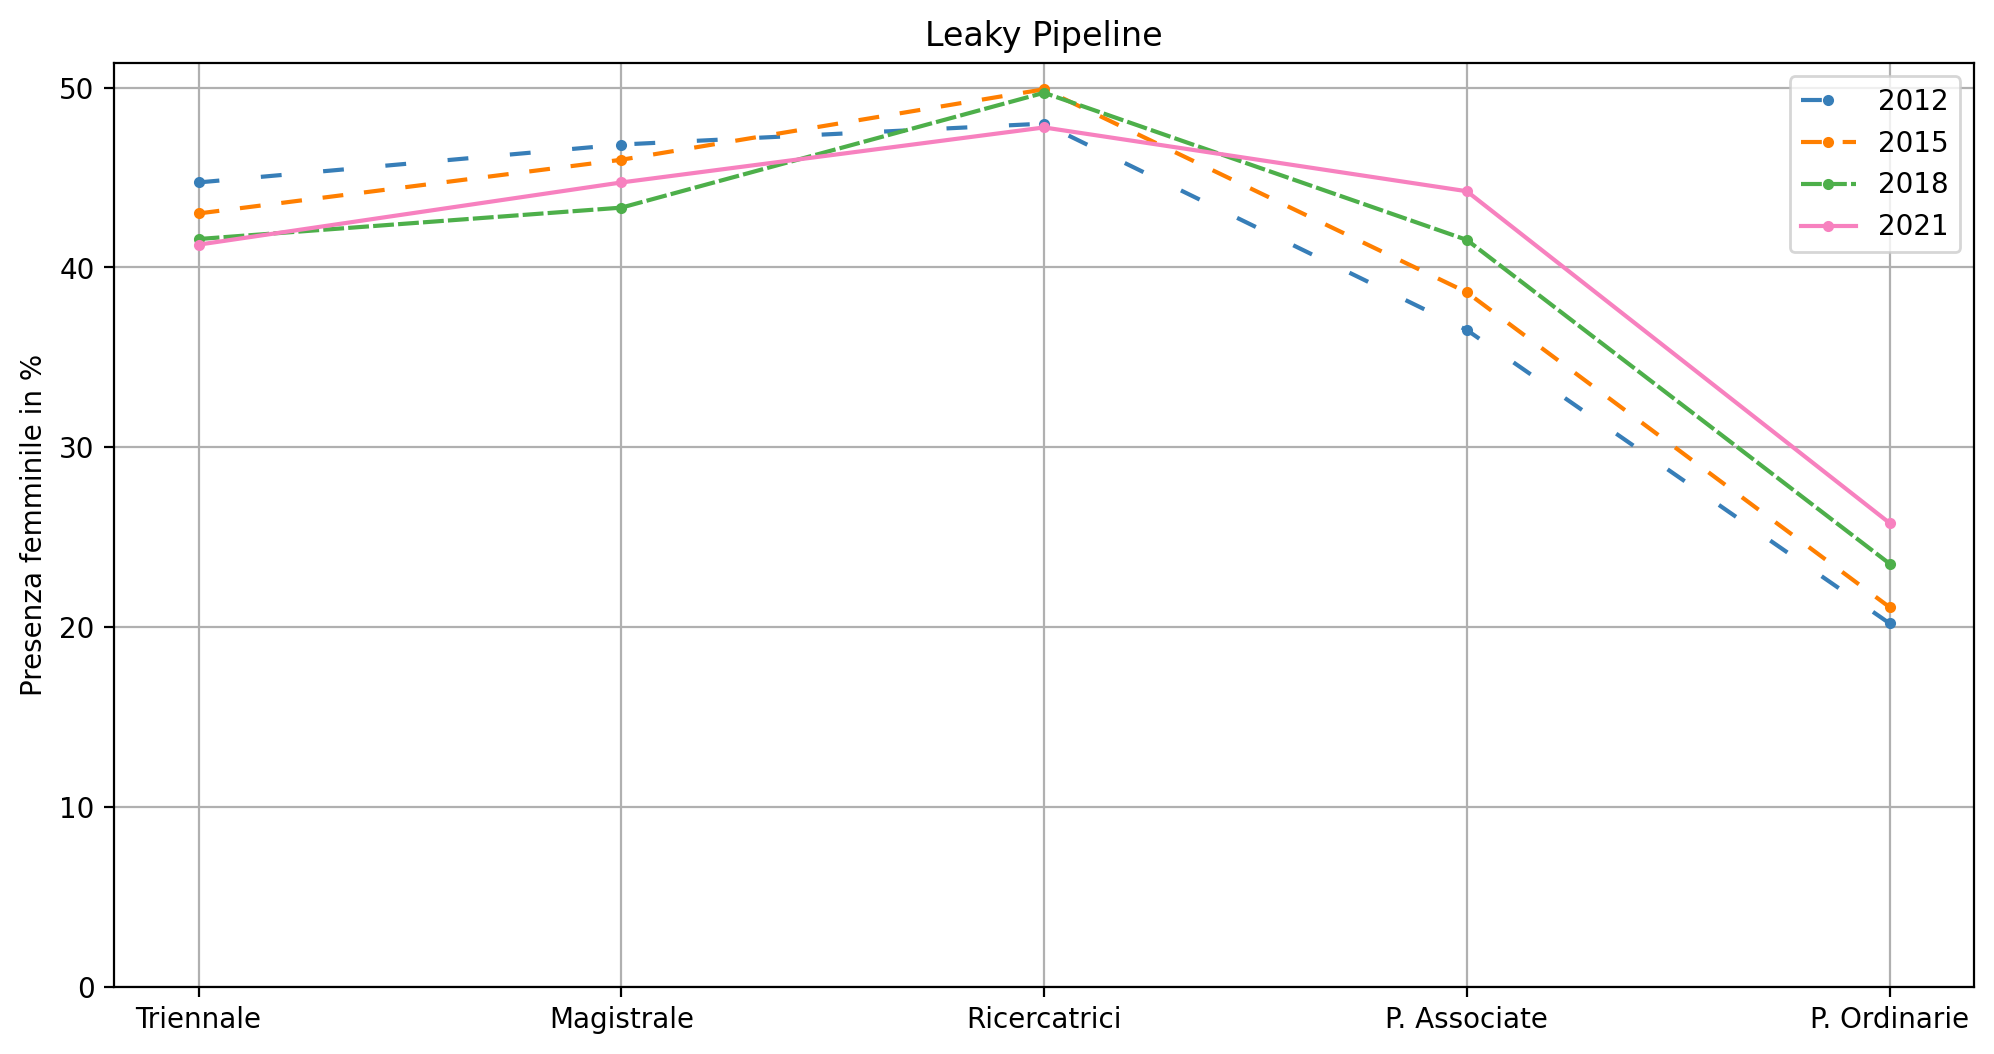 Leaky Pipeline
Presenza femminile in %
50
40
30
20
10
0
2012
2015
2018
2021
Triennale
Magistrale
Ricercatrici
P. Associate
P. Ordinarie